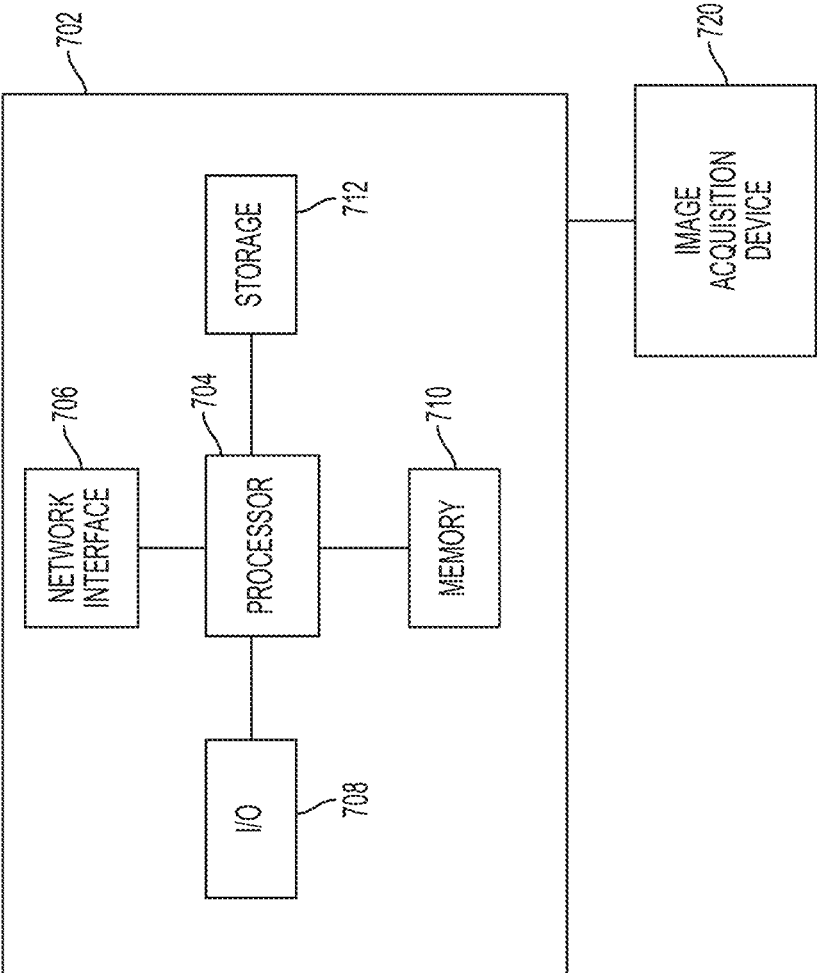 702
NETWORK
INTERFACE
706
I/O
708
PROCESSOR
704
STORAGE
712
MEMORY
710
IMAGE
ACQUISITION
DEVICE
720